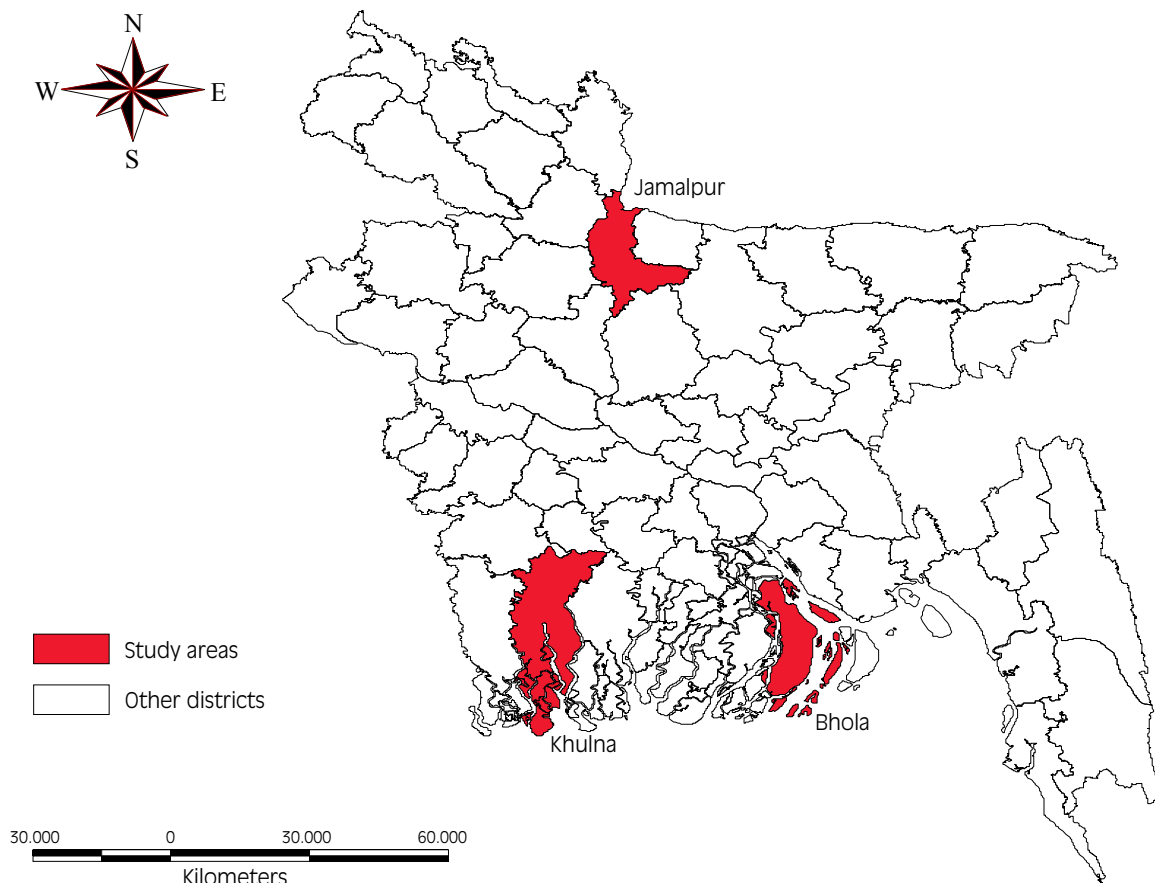 N
W E
S
Jamalpur
Study areas
Other districts
Bhola
Khulna
30.000 0 30.000 60.000
Kilometers